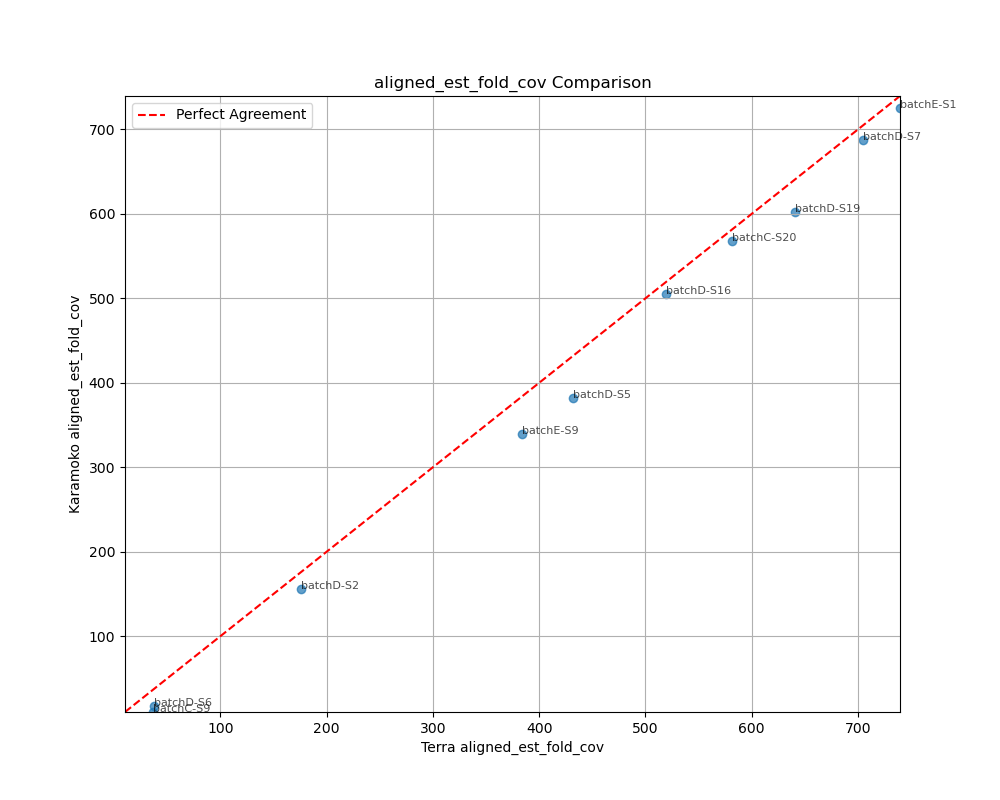 aligned_est_fold_cov Comparison
Perfect Agreement
Karamoko aligned_est_fold_cov
700
600
500
400
300
200
100
batchE-S1
batchD-S7
batchD-S19
batchC-S20
batchD-S16
batchD-S5
batchE-S9
batchD-S2
batchD-S6
batchC-S9
100 200 300 400 500 600 700
Terra aligned_est_fold_cov